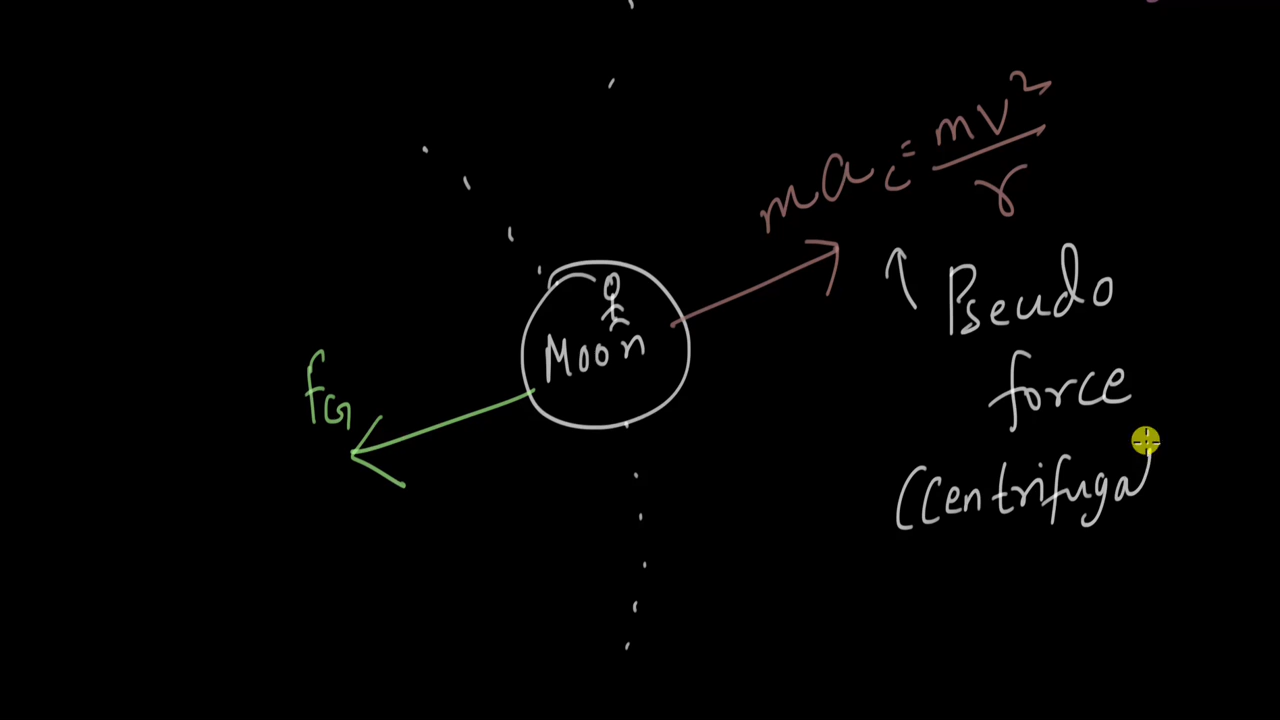 mac = mv²/r
Pseudo
force
(Centrifugal
Moon
fG